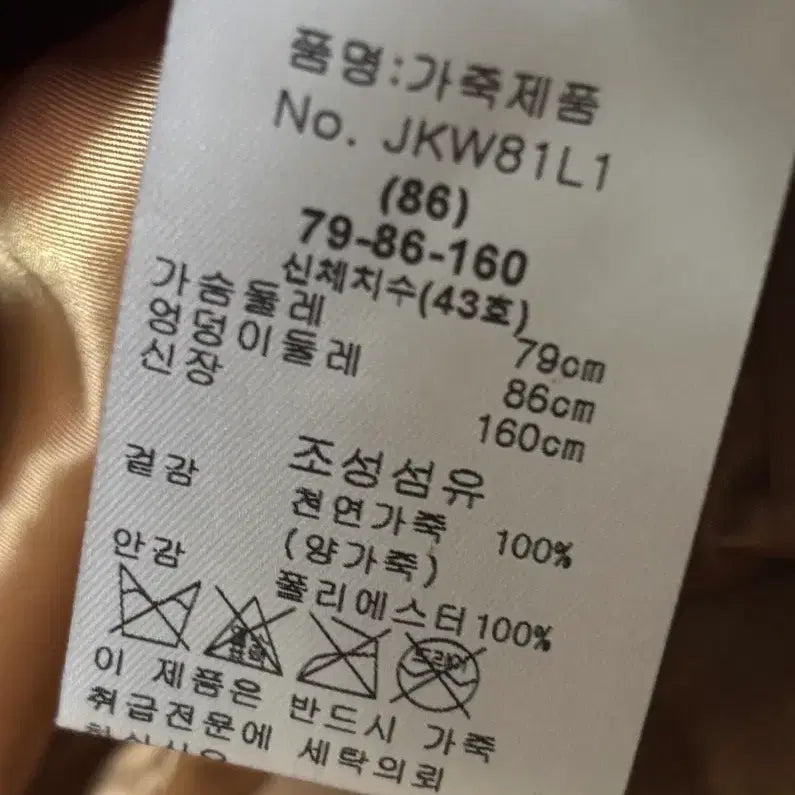 품명:가죽제품
No. JKW81L1
(86)
79-86-160
신체치수(43호)
가슴둘레 79cm
엉덩이둘레 86cm
신장 160cm
조성섬유
겉감 천연가죽 100%
(양가죽)
안감 폴리에스터 100%
드라이
이 제품은 반드시 가죽
취급전문에 세탁의뢰